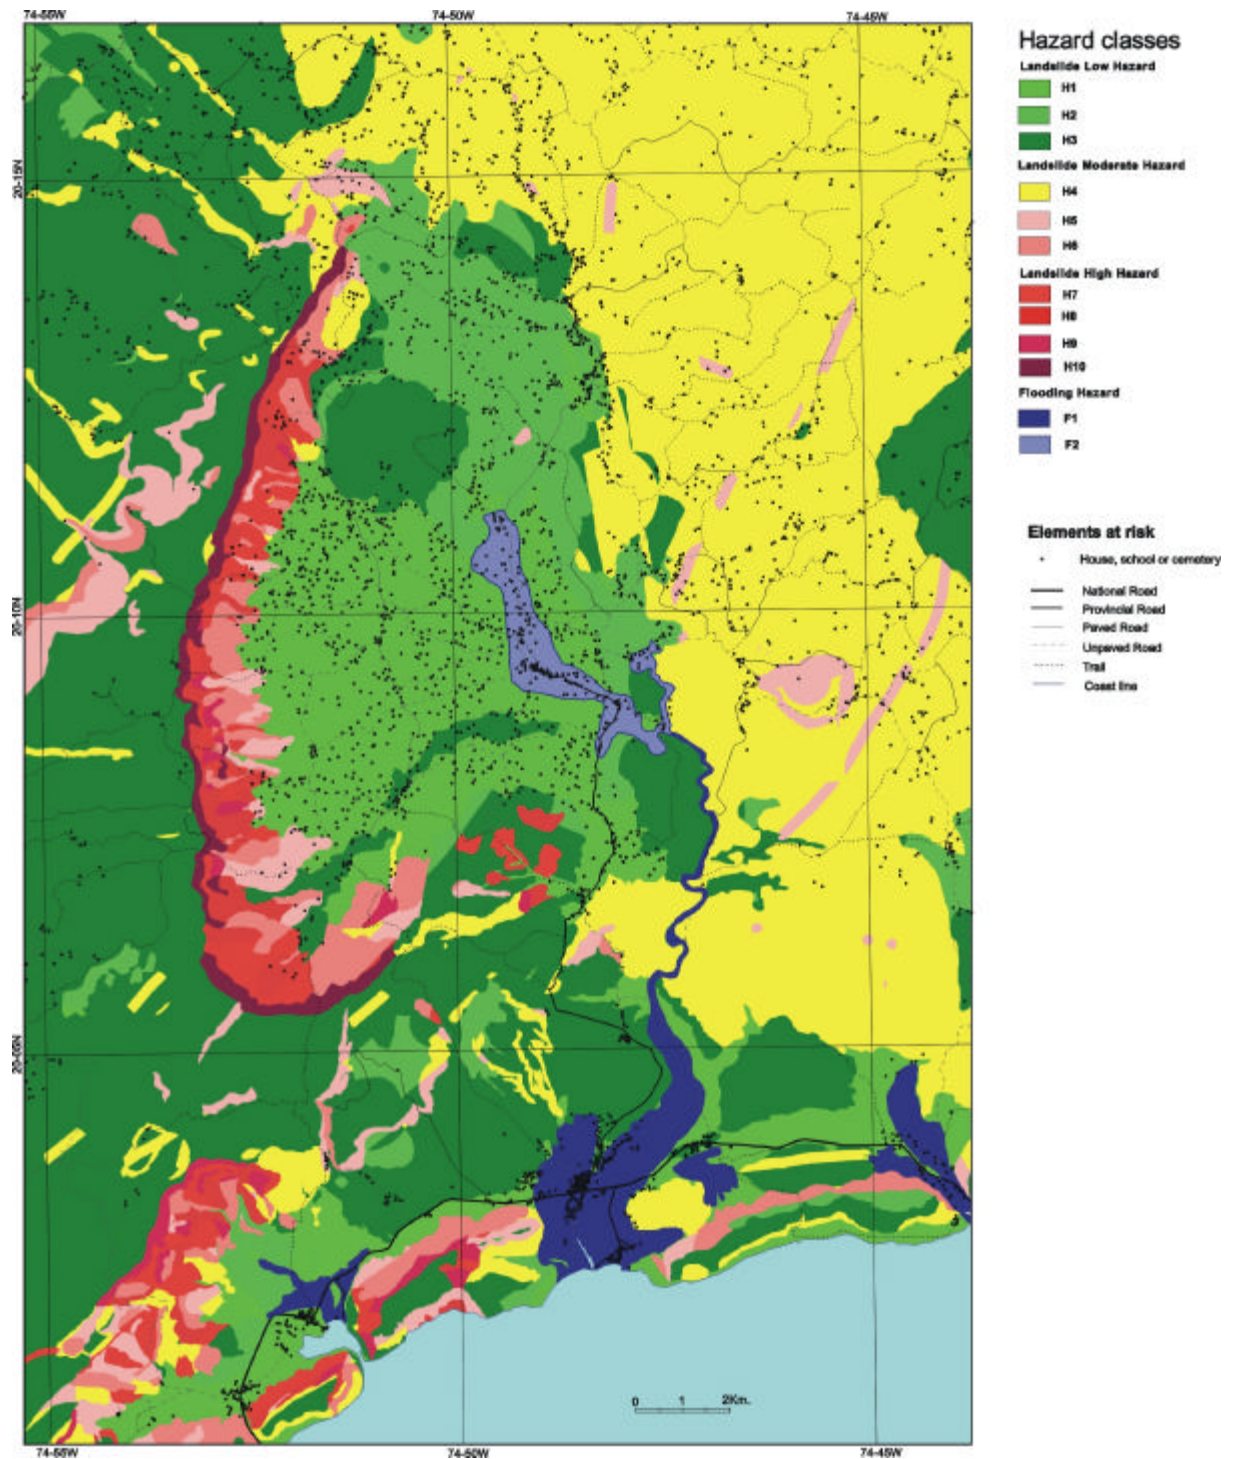 74-55W 74-50W 74-45W
20-15N
20-10N
20-05N
74-55W 74-50W 74-45W
0 1 2Km.
Hazard classes
Landslide Low Hazard
H1
H2
H3
Landslide Moderate Hazard
H4
H5
H6
Landslide High Hazard
H7
H8
H9
H10
Flooding Hazard
F1
F2
Elements at risk
House, school or cemetery
National Road
Provincial Road
Paved Road
Unpaved Road
Trail
Coast line